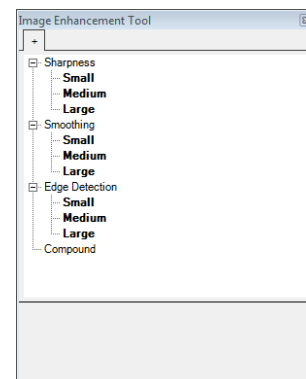 Image Enhancement Tool
+
Sharpness
Small
Medium
Large
Smoothing
Small
Medium
Large
Edge Detection
Small
Medium
Large
Compound